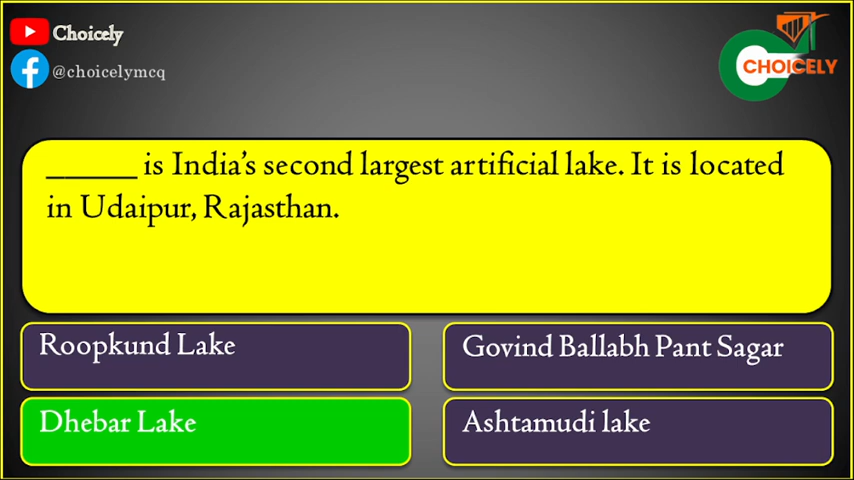 Choicely
@choicelymcq
CHOICELY
_____ is India's second largest artificial lake. It is located
in Udaipur, Rajasthan.
Roopkund Lake
Govind Ballabh Pant Sagar
Dhebar Lake
Ashtamudi lake